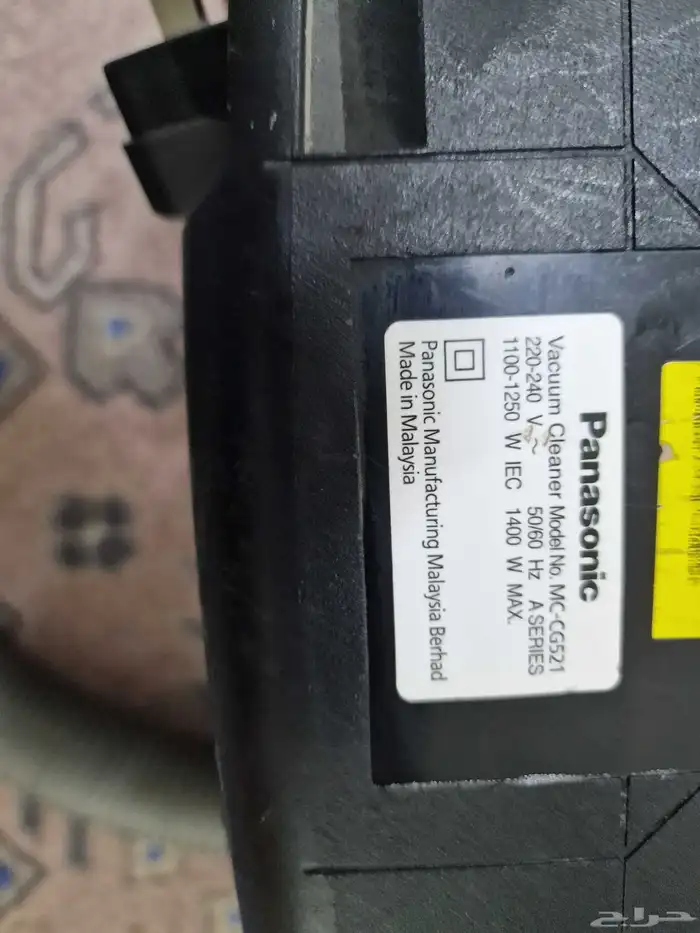 Panasonic
Vacuum Cleaner Model No. MC-CG521
220-240 V ~ 50/60 Hz A SERIES
1100-1250 W IEC 1400 W MAX.
Panasonic Manufacturing Malaysia Berhad
Made in Malaysia
حراج